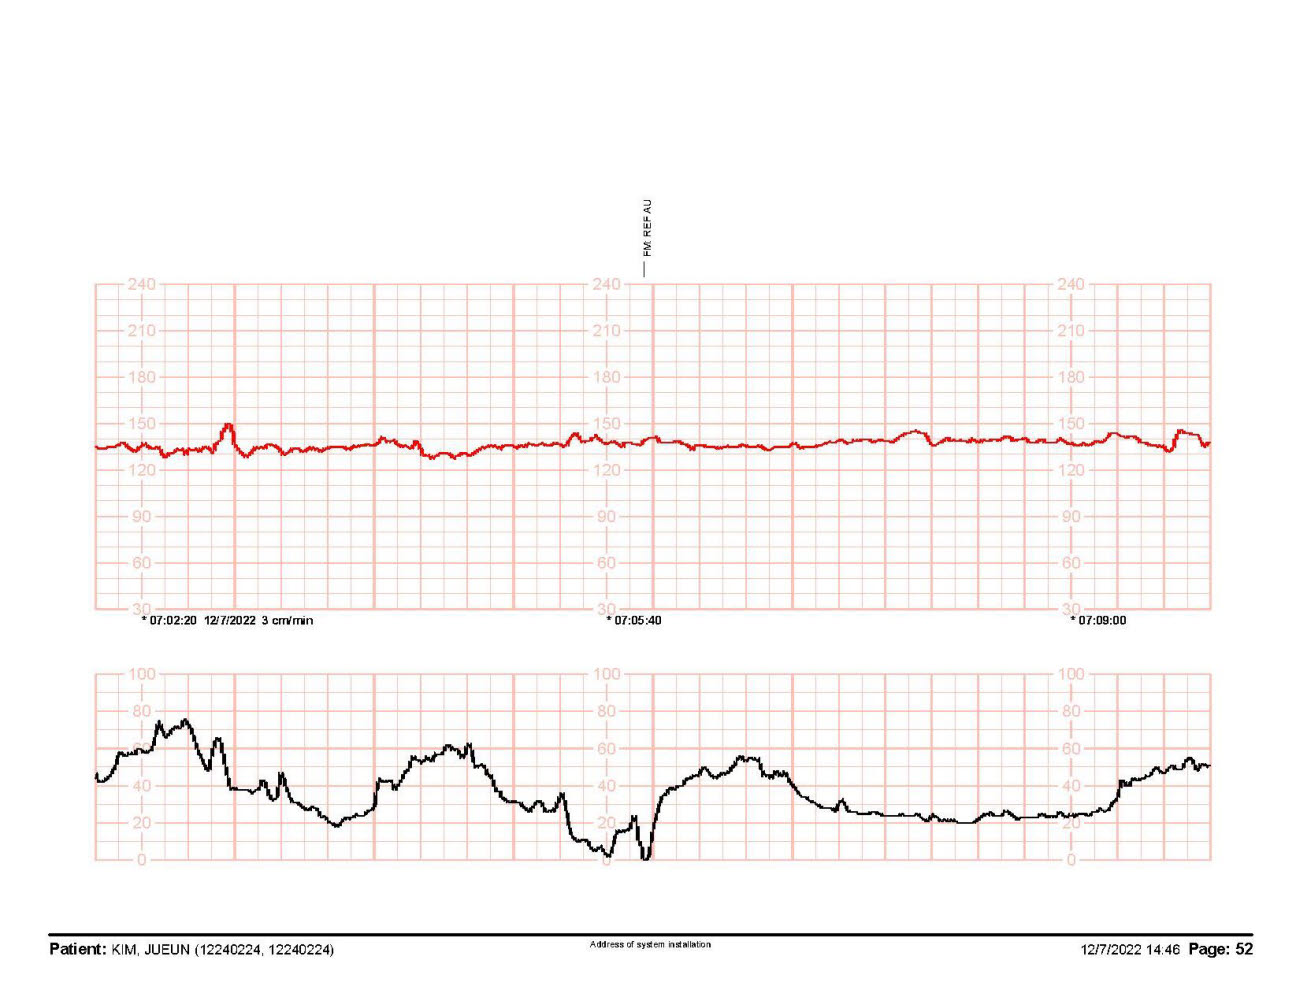 FM: REF AU
240 240 240
210 210 210
180 180 180
150 150 150
120 120 120
90 90 90
60 60 60
30 30 30
* 07:02:20 12/7/2022 3 cm/min * 07:05:40 * 07:09:00
100 100 100
80 80 80
60 60 60
40 40 40
20 20 20
0 0 0
Patient: KIM, JUEUN (12240224, 12240224) Address of system installation 12/7/2022 14:46 Page: 52